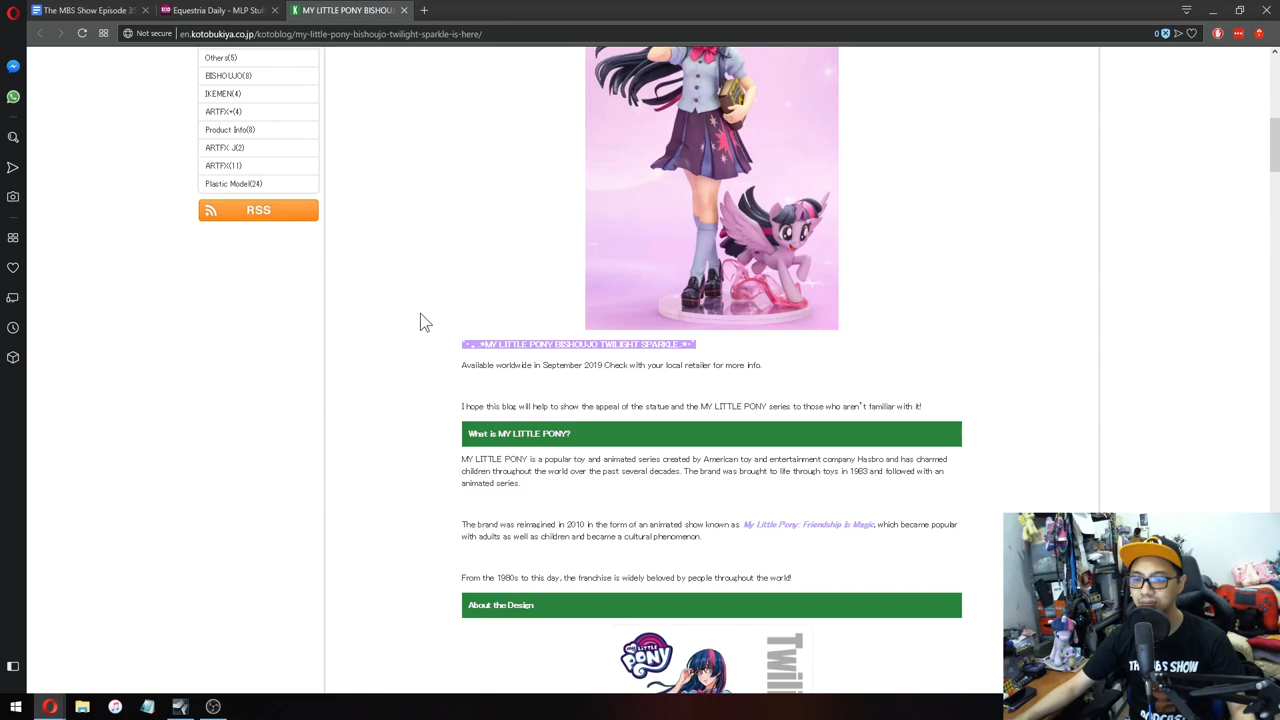 The MBS Show Episode 35
Equestria Daily - MLP Stuff
MY LITTLE PONY BISHOUJ
Not secure
en.kotobukiya.co.jp/kotoblog/my-little-pony-bishoujo-twilight-sparkle-is-here/
0
Others(5)
BISHOUJO(8)
IKEMEN(4)
ARTFX+(4)
Product Info(8)
ARTFX J(2)
ARTFX(11)
Plastic Model(24)
RSS
MY LITTLE PONY BISHOUJO TWILIGHT SPARKLE
Available worldwide in September 2019 Check with your local retailer for more info.
I hope this blog will help to show the appeal of the statue and the MY LITTLE PONY series to those who aren't familiar with it!
What is MY LITTLE PONY?
MY LITTLE PONY is a popular toy and animated series created by American toy and entertainment company Hasbro and has charmed
children throughout the world over the past several decades. The brand was brought to life through toys in 1983 and followed with an
animated series.
The brand was reimagined in 2010 in the form of an animated show known as My Little Pony: Friendship Is Magic, which became popular
with adults as well as children and became a cultural phenomenon.
From the 1980s to this day, the franchise is widely beloved by people throughout the world!
About the Design
MY LITTLE PONY
Twili
THE MBS SHOW